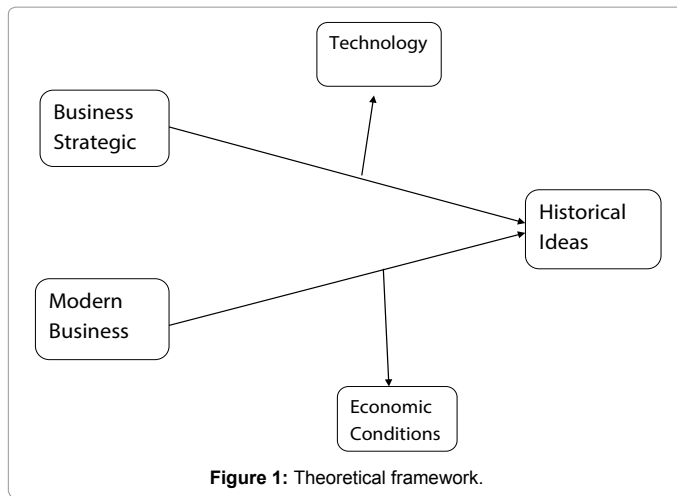 Technology
Business
Strategic
Historical
Ideas
Modern
Business
Economic
Conditions
Figure 1: Theoretical framework.